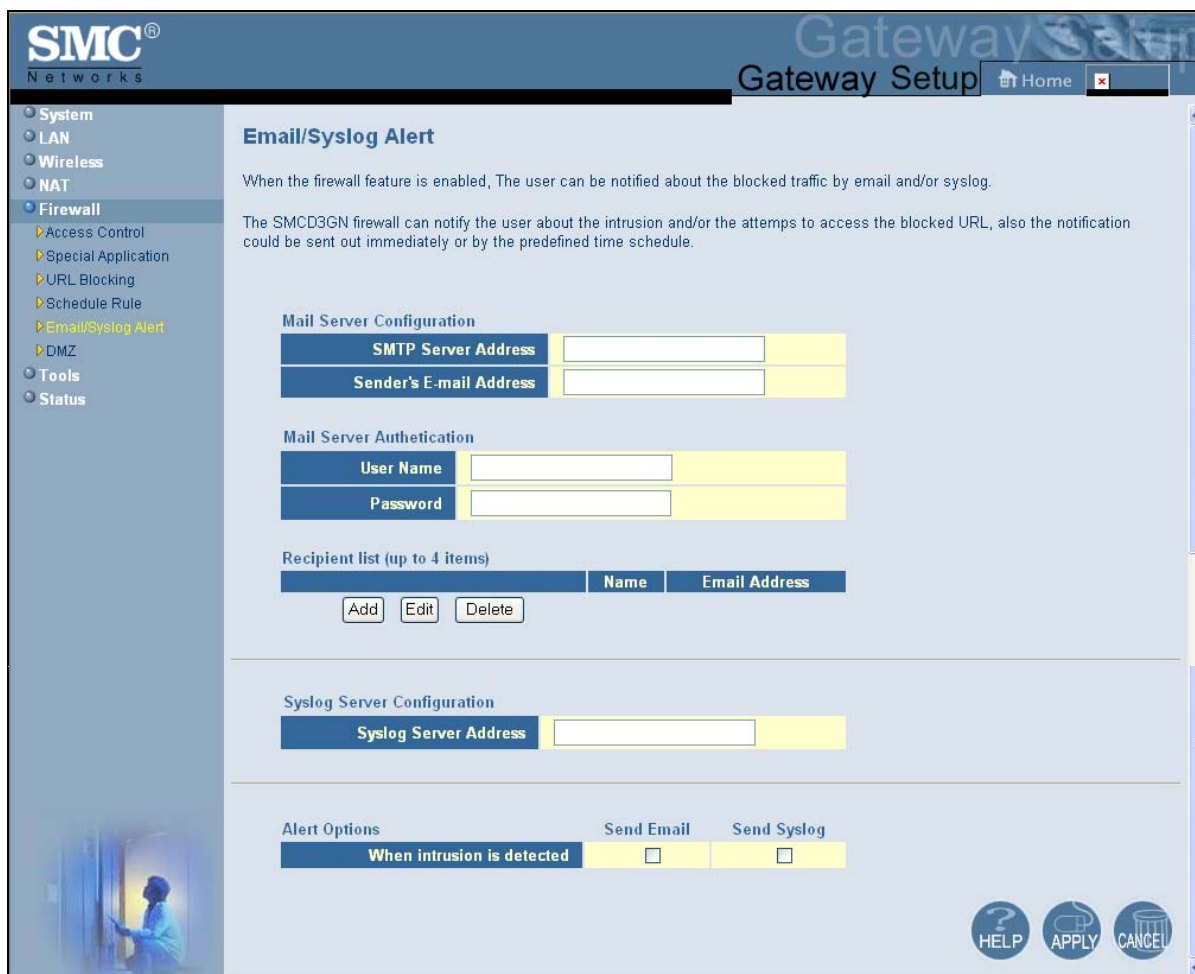 SMC®
Networks
Gateway Setup
Gateway Setup
Home
System
LAN
Wireless
NAT
Firewall
Access Control
Special Application
URL Blocking
Schedule Rule
Email/Syslog Alert
DMZ
Tools
Status
Email/Syslog Alert
When the firewall feature is enabled, The user can be notified about the blocked traffic by email and/or syslog.
The SMCD3GN firewall can notify the user about the intrusion and/or the attemps to access the blocked URL, also the notification
could be sent out immediately or by the predefined time schedule.
Mail Server Configuration
SMTP Server Address
Sender's E-mail Address
Mail Server Authetication
User Name
Password
Recipient list (up to 4 items)
Name Email Address
Add Edit Delete
Syslog Server Configuration
Syslog Server Address
Alert Options Send Email Send Syslog
When intrusion is detected
HELP APPLY CANCEL